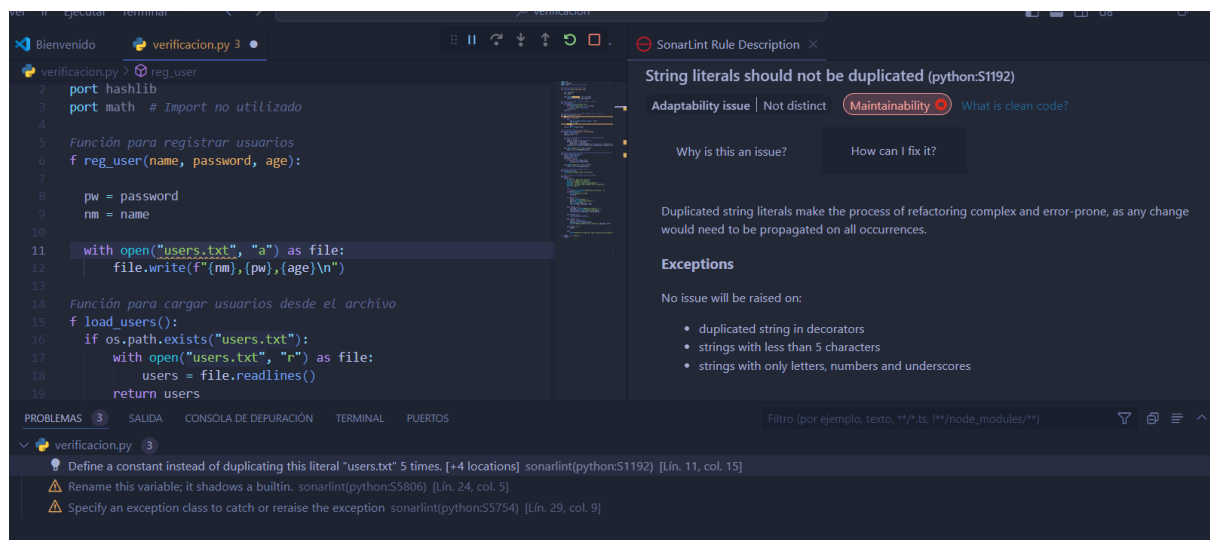 Ejecutar Terminal
verificacion
Bienvenido
verificacion.py 3
verificacion.py > reg_user
2 port hashlib
3 port math # Import no utilizado
4
5 Función para registrar usuarios
6 f reg_user(name, password, age):
7
8 pw = password
9 nm = name
10
11 with open("users.txt", "a") as file:
12 file.write(f"{nm},{pw},{age}\n")
13
14 Función para cargar usuarios desde el archivo
15 f load_users():
16 if os.path.exists("users.txt"):
17 with open("users.txt", "r") as file:
18 users = file.readlines()
19 return users
SonarLint Rule Description
String literals should not be duplicated (python:S1192)
Adaptability issue | Not distinct Maintainability What is clean code?
Why is this an issue? How can I fix it?
Duplicated string literals make the process of refactoring complex and error-prone, as any change
would need to be propagated on all occurrences.
Exceptions
No issue will be raised on:
• duplicated string in decorators
• strings with less than 5 characters
• strings with only letters, numbers and underscores
PROBLEMAS 3 SALIDA CONSOLA DE DEPURACIÓN TERMINAL PUERTOS Filtro (por ejemplo, texto, **/*.ts, !**/node_modules/**)
verificacion.py 3
Define a constant instead of duplicating this literal "users.txt" 5 times. [+4 locations] sonarlint(python:S1192) [Lín. 11, col. 15]
Rename this variable; it shadows a builtin. sonarlint(python:S5806) [Lín. 24, col. 5]
Specify an exception class to catch or reraise the exception sonarlint(python:S5754) [Lín. 29, col. 9]